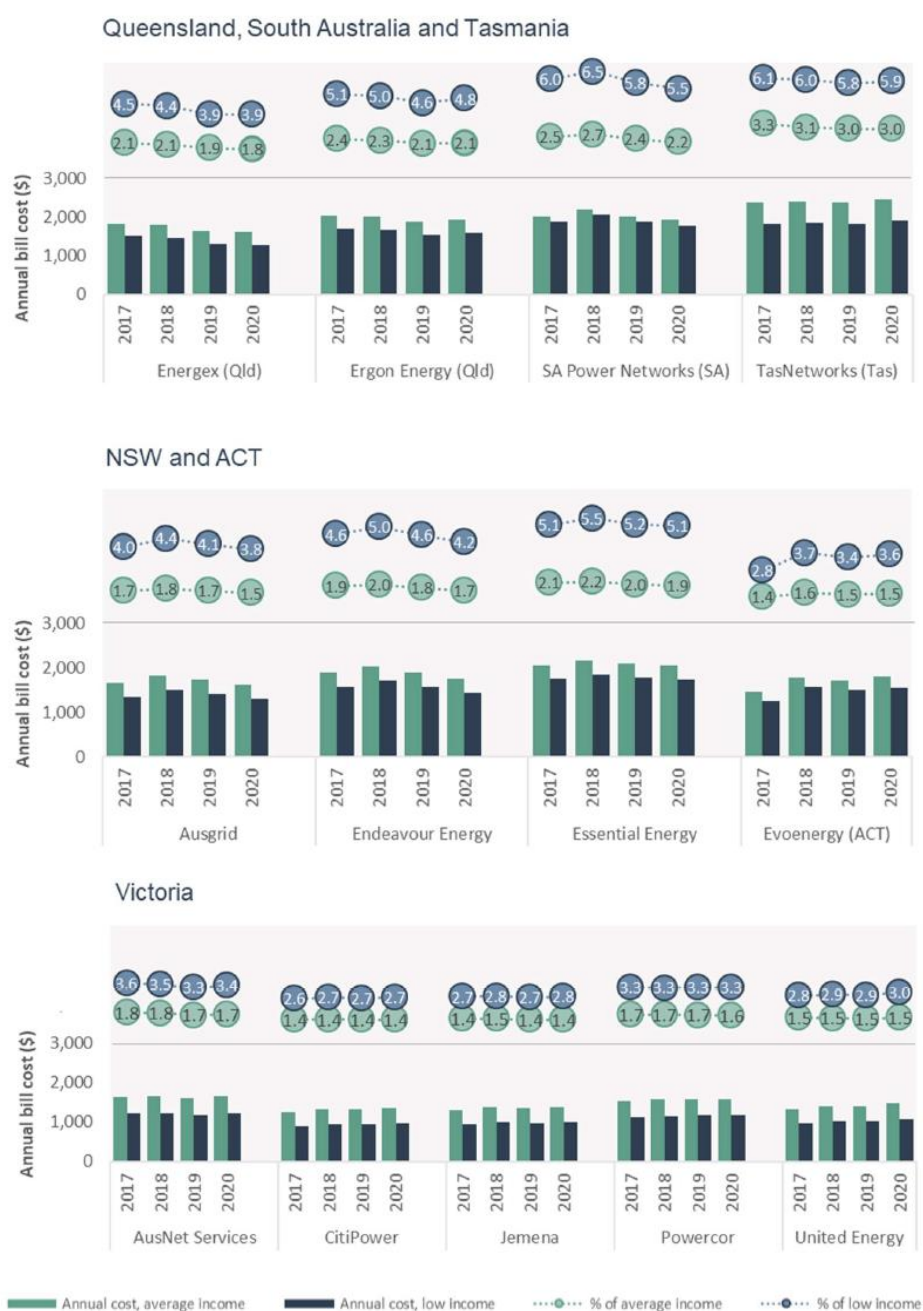 Queensland, South Australia and Tasmania
4.5 4.4 3.9 3.9 5.1 5.0 4.6 4.8 6.0 6.5 5.8 5.5 6.1 6.0 5.8 5.9
2.1 2.1 1.9 1.8 2.4 2.3 2.1 2.1 2.5 2.7 2.4 2.2 3.3 3.1 3.0 3.0
Annual bill cost ($)
3,000
2,000
1,000
0
2017 2018 2019 2020 2017 2018 2019 2020 2017 2018 2019 2020 2017 2018 2019 2020
Energex (Qld) Ergon Energy (Qld) SA Power Networks (SA) TasNetworks (Tas)
NSW and ACT
4.0 4.4 4.1 3.8 4.6 5.0 4.6 4.2 5.1 5.5 5.2 5.1 2.8 3.7 3.4 3.6
1.7 1.8 1.7 1.5 1.9 2.0 1.8 1.7 2.1 2.2 2.0 1.9 1.4 1.6 1.5 1.5
Annual bill cost ($)
3,000
2,000
1,000
0
2017 2018 2019 2020 2017 2018 2019 2020 2017 2018 2019 2020 2017 2018 2019 2020
Ausgrid Endeavour Energy Essential Energy Evoenergy (ACT)
Victoria
3.6 3.5 3.3 3.4 2.6 2.7 2.7 2.7 2.7 2.8 2.7 2.8 3.3 3.3 3.3 3.3 2.8 2.9 2.9 3.0
1.8 1.8 1.7 1.7 1.4 1.4 1.4 1.4 1.4 1.5 1.4 1.4 1.7 1.7 1.7 1.6 1.5 1.5 1.5 1.5
Annual bill cost ($)
3,000
2,000
1,000
0
2017 2018 2019 2020 2017 2018 2019 2020 2017 2018 2019 2020 2017 2018 2019 2020 2017 2018 2019 2020
AusNet Services CitiPower Jemena Powercor United Energy
Annual cost, average income Annual cost, low income % of average income % of low income